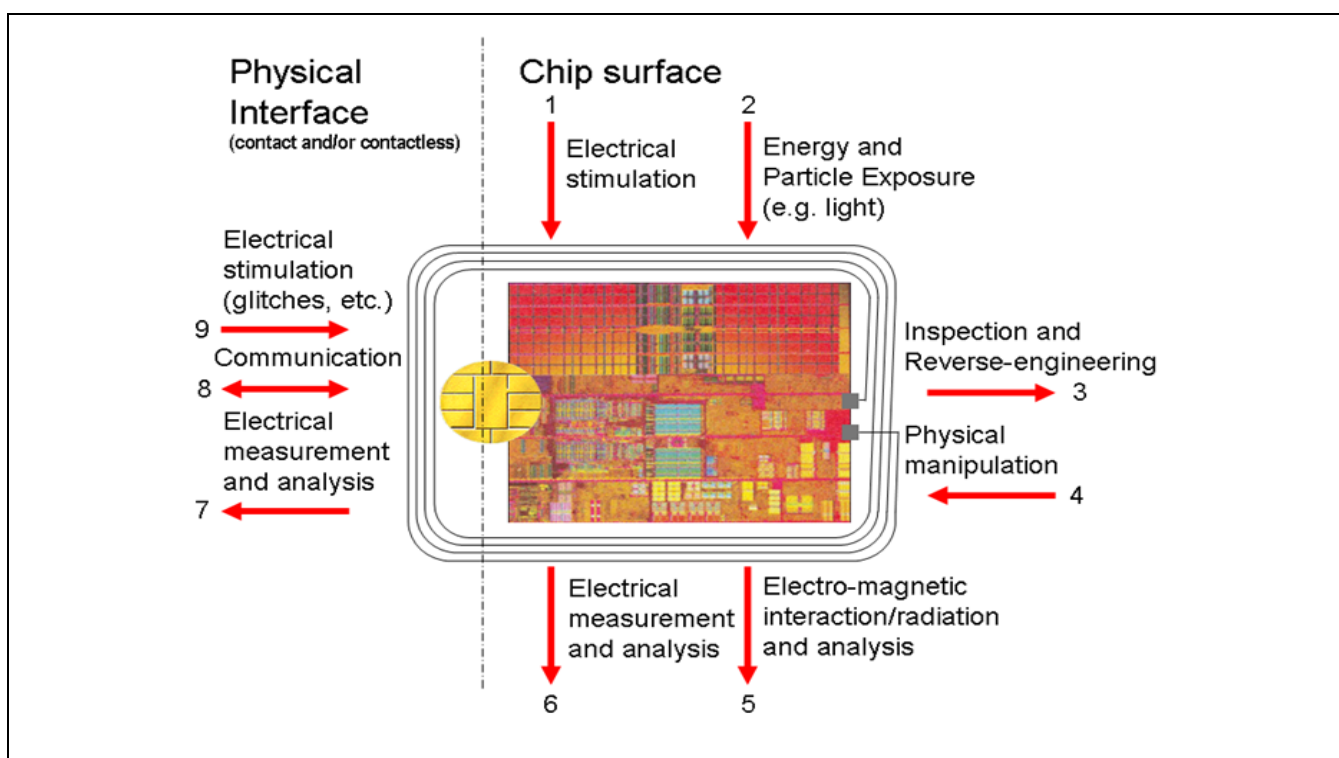 Physical
Interface
(contact and/or contactless)
Chip surface
1
2
Electrical
stimulation
Energy and
Particle Exposure
(e.g. light)
Electrical
stimulation
(glitches, etc.)
9
Communication
8
Electrical
measurement
and analysis
7
Inspection and
Reverse-engineering
3
Physical
manipulation
4
Electrical
measurement
and analysis
6
Electro-magnetic
interaction/radiation
and analysis
5